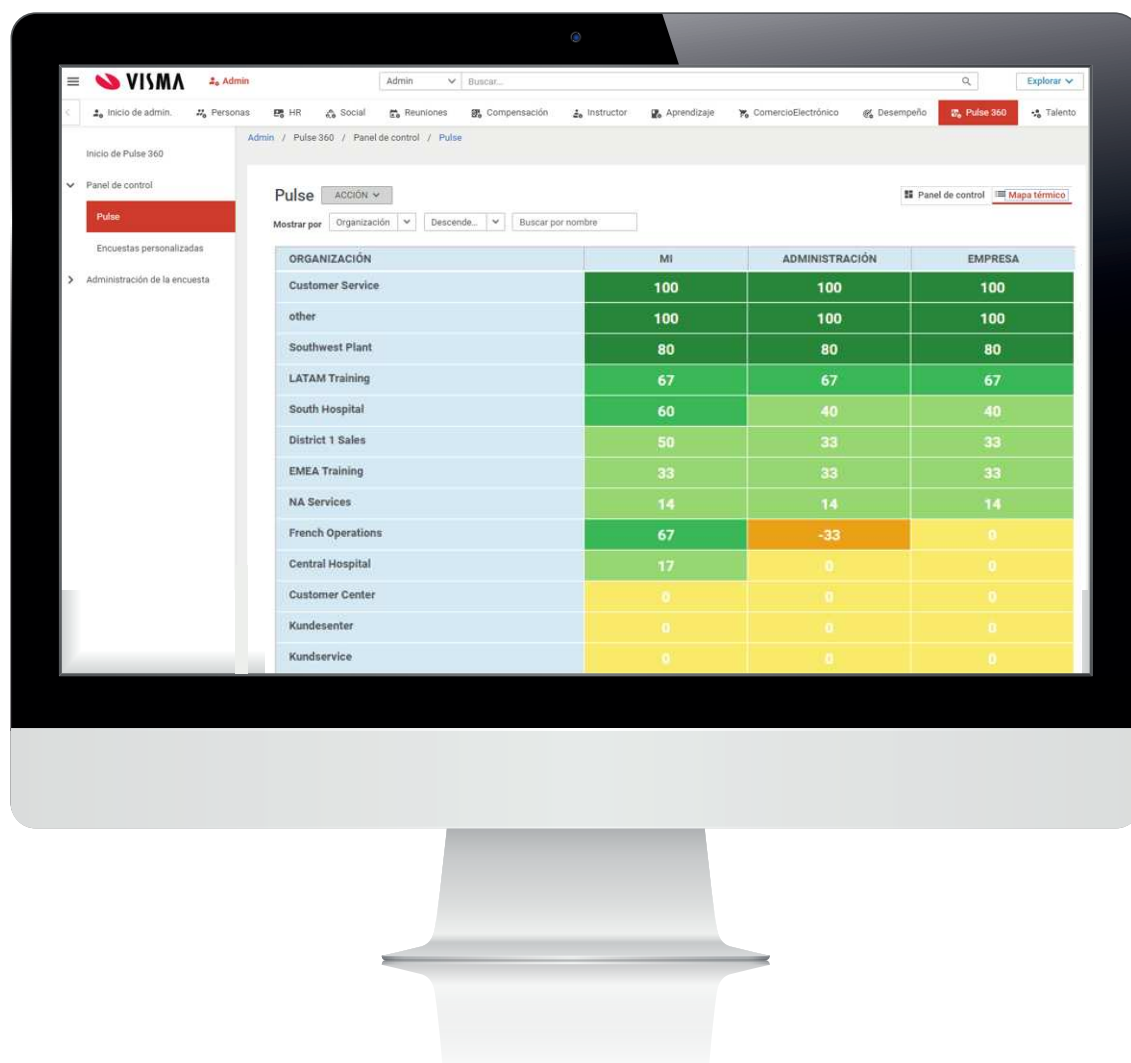 VISMA Admin Admin Buscar... Explorar
Inicio de admin. Personas HR Social Reuniones Compensación Instructor Aprendizaje ComercioElectrónico Desempeño Pulse 360 Talento
Admin / Pulse 360 / Panel de control / Pulse
Inicio de Pulse 360
Panel de control
Pulse
Encuestas personalizadas
Administración de la encuesta
Pulse ACCIÓN Panel de control Mapa térmico
Mostrar por Organización Descende... Buscar por nombre
ORGANIZACIÓN MI ADMINISTRACIÓN EMPRESA
Customer Service 100 100 100
other 100 100 100
Southwest Plant 80 80 80
LATAM Training 67 67 67
South Hospital 60 40 40
District 1 Sales 50 33 33
EMEA Training 33 33 33
NA Services 14 14 14
French Operations 67 -33 0
Central Hospital 17 0 0
Customer Center 0 0 0
Kundesenter 0 0 0
Kundservice 0 0 0